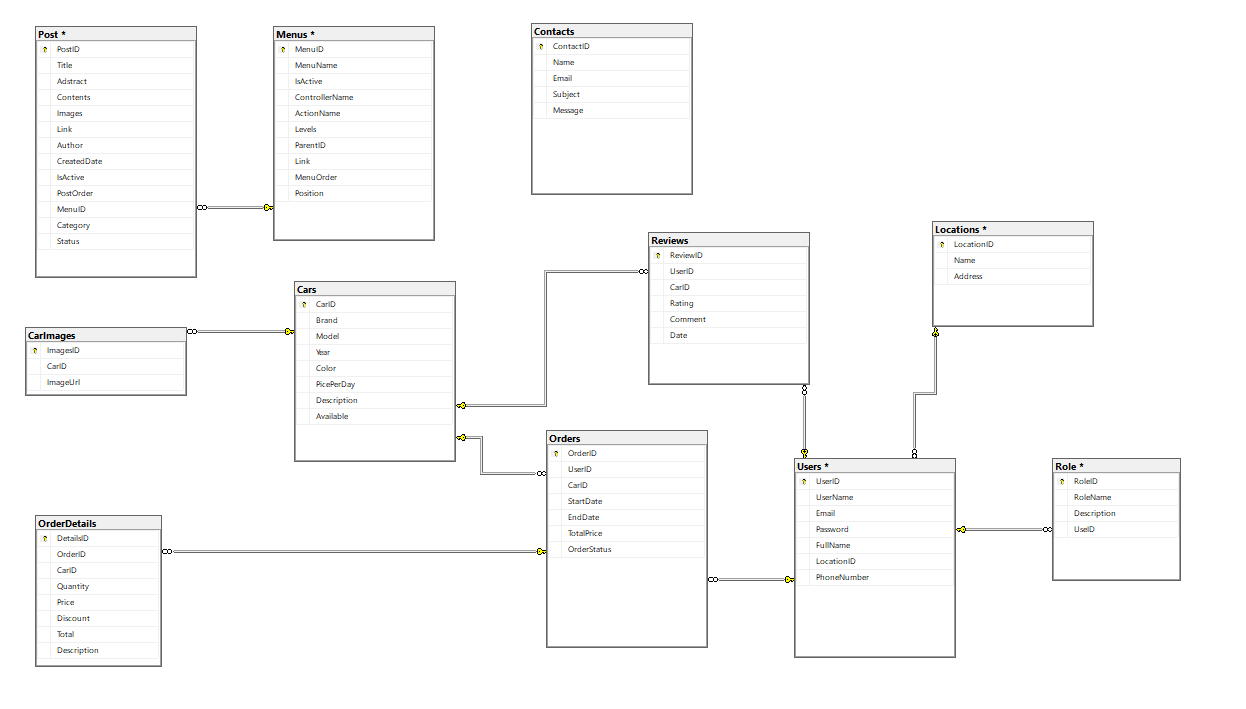 Post *
PostID
Title
Adstract
Contents
Images
Link
Author
CreatedDate
IsActive
PostOrder
MenuID
Category
Status
Menus *
MenuID
MenuName
IsActive
ControllerName
ActionName
Levels
ParentID
Link
MenuOrder
Position
Contacts
ContactID
Name
Email
Subject
Message
Reviews
ReviewID
UserID
CarID
Rating
Comment
Date
Locations *
LocationID
Name
Address
Cars
CarID
Brand
Model
Year
Color
PicePerDay
Description
Available
CarImages
ImagesID
CarID
ImageUrl
Orders
OrderID
UserID
CarID
StartDate
EndDate
TotalPrice
OrderStatus
Users *
UserID
UserName
Email
Password
FullName
LocationID
PhoneNumber
Role *
RoleID
RoleName
Description
UseID
OrderDetails
DetailsID
OrderID
CarID
Quantity
Price
Discount
Total
Description